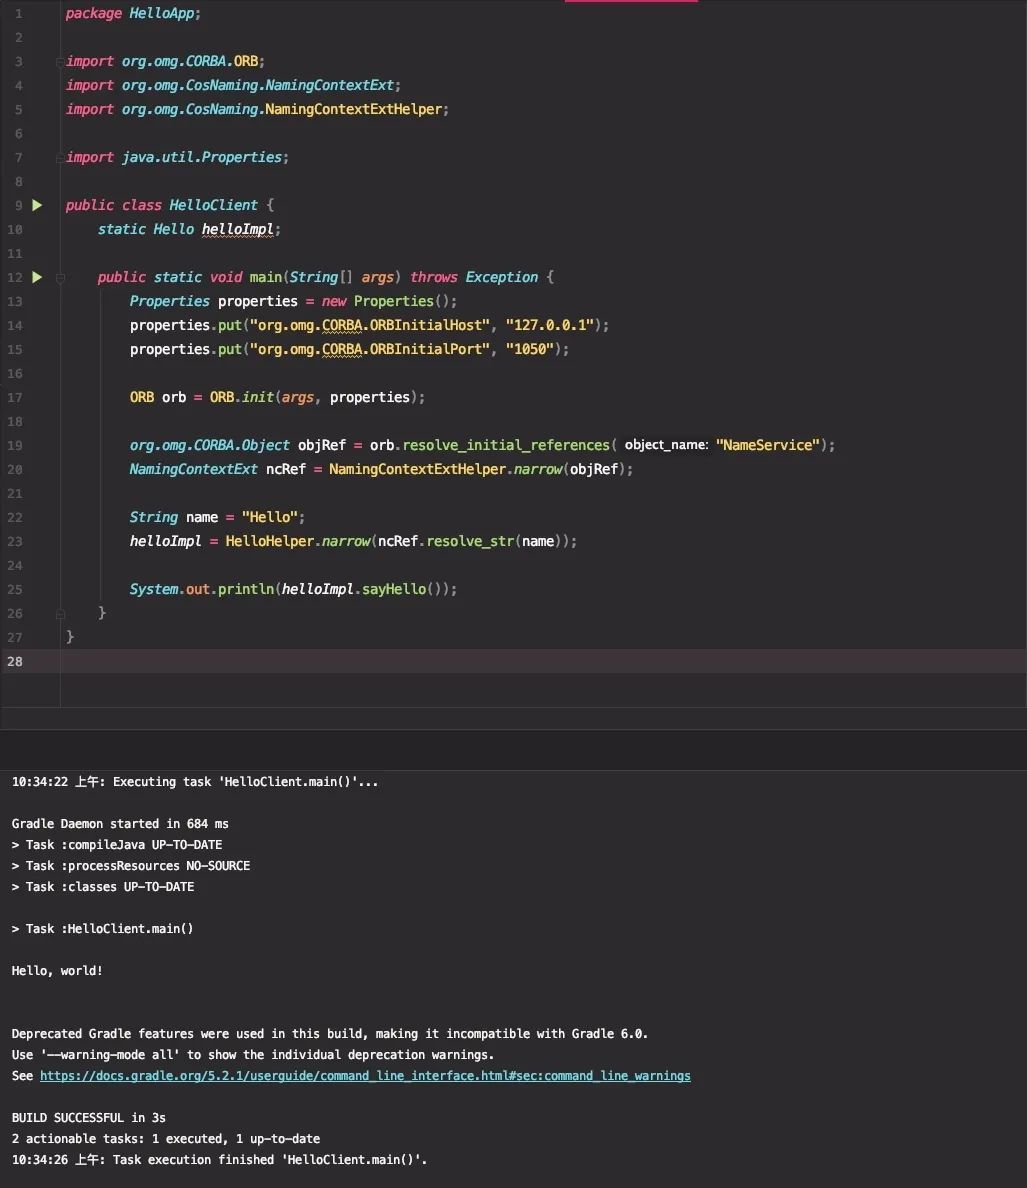 1 package HelloApp;
2
3 import org.omg.CORBA.ORB;
4 import org.omg.CosNaming.NamingContextExt;
5 import org.omg.CosNaming.NamingContextExtHelper;
6
7 import java.util.Properties;
8
9 public class HelloClient {
10 static Hello helloImpl;
11
12 public static void main(String[] args) throws Exception {
13 Properties properties = new Properties();
14 properties.put("org.omg.CORBA.ORBInitialHost", "127.0.0.1");
15 properties.put("org.omg.CORBA.ORBInitialPort", "1050");
16
17 ORB orb = ORB.init(args, properties);
18
19 org.omg.CORBA.Object objRef = orb.resolve_initial_references( object_name: "NameService");
20 NamingContextExt ncRef = NamingContextExtHelper.narrow(objRef);
21
22 String name = "Hello";
23 helloImpl = HelloHelper.narrow(ncRef.resolve_str(name));
24
25 System.out.println(helloImpl.sayHello());
26 }
27 }
28
10:34:22 上午: Executing task 'HelloClient.main()'...
Gradle Daemon started in 684 ms
> Task :compileJava UP-TO-DATE
> Task :processResources NO-SOURCE
> Task :classes UP-TO-DATE
> Task :HelloClient.main()
Hello, world!
Deprecated Gradle features were used in this build, making it incompatible with Gradle 6.0.
Use '--warning-mode all' to show the individual deprecation warnings.
See https://docs.gradle.org/5.2.1/userguide/command_line_interface.html#sec:command_line_warnings
BUILD SUCCESSFUL in 3s
2 actionable tasks: 1 executed, 1 up-to-date
10:34:26 上午: Task execution finished 'HelloClient.main()'.